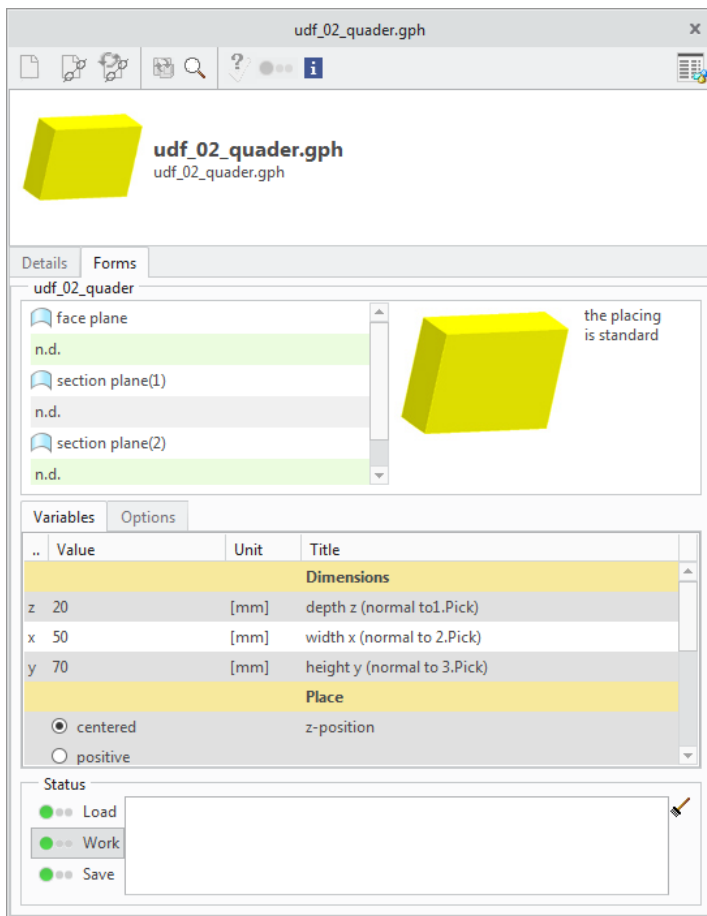 udf_02_quader.gph
x
?
i
udf_02_quader.gph
udf_02_quader.gph
Details Forms
udf_02_quader
face plane
n.d.
section plane(1)
n.d.
section plane(2)
n.d.
the placing
is standard
Variables Options
.. Value Unit Title
Dimensions
z 20 [mm] depth z (normal to1.Pick)
x 50 [mm] width x (normal to 2.Pick)
y 70 [mm] height y (normal to 3.Pick)
Place
centered z-position
positive
Status
Load
Work
Save